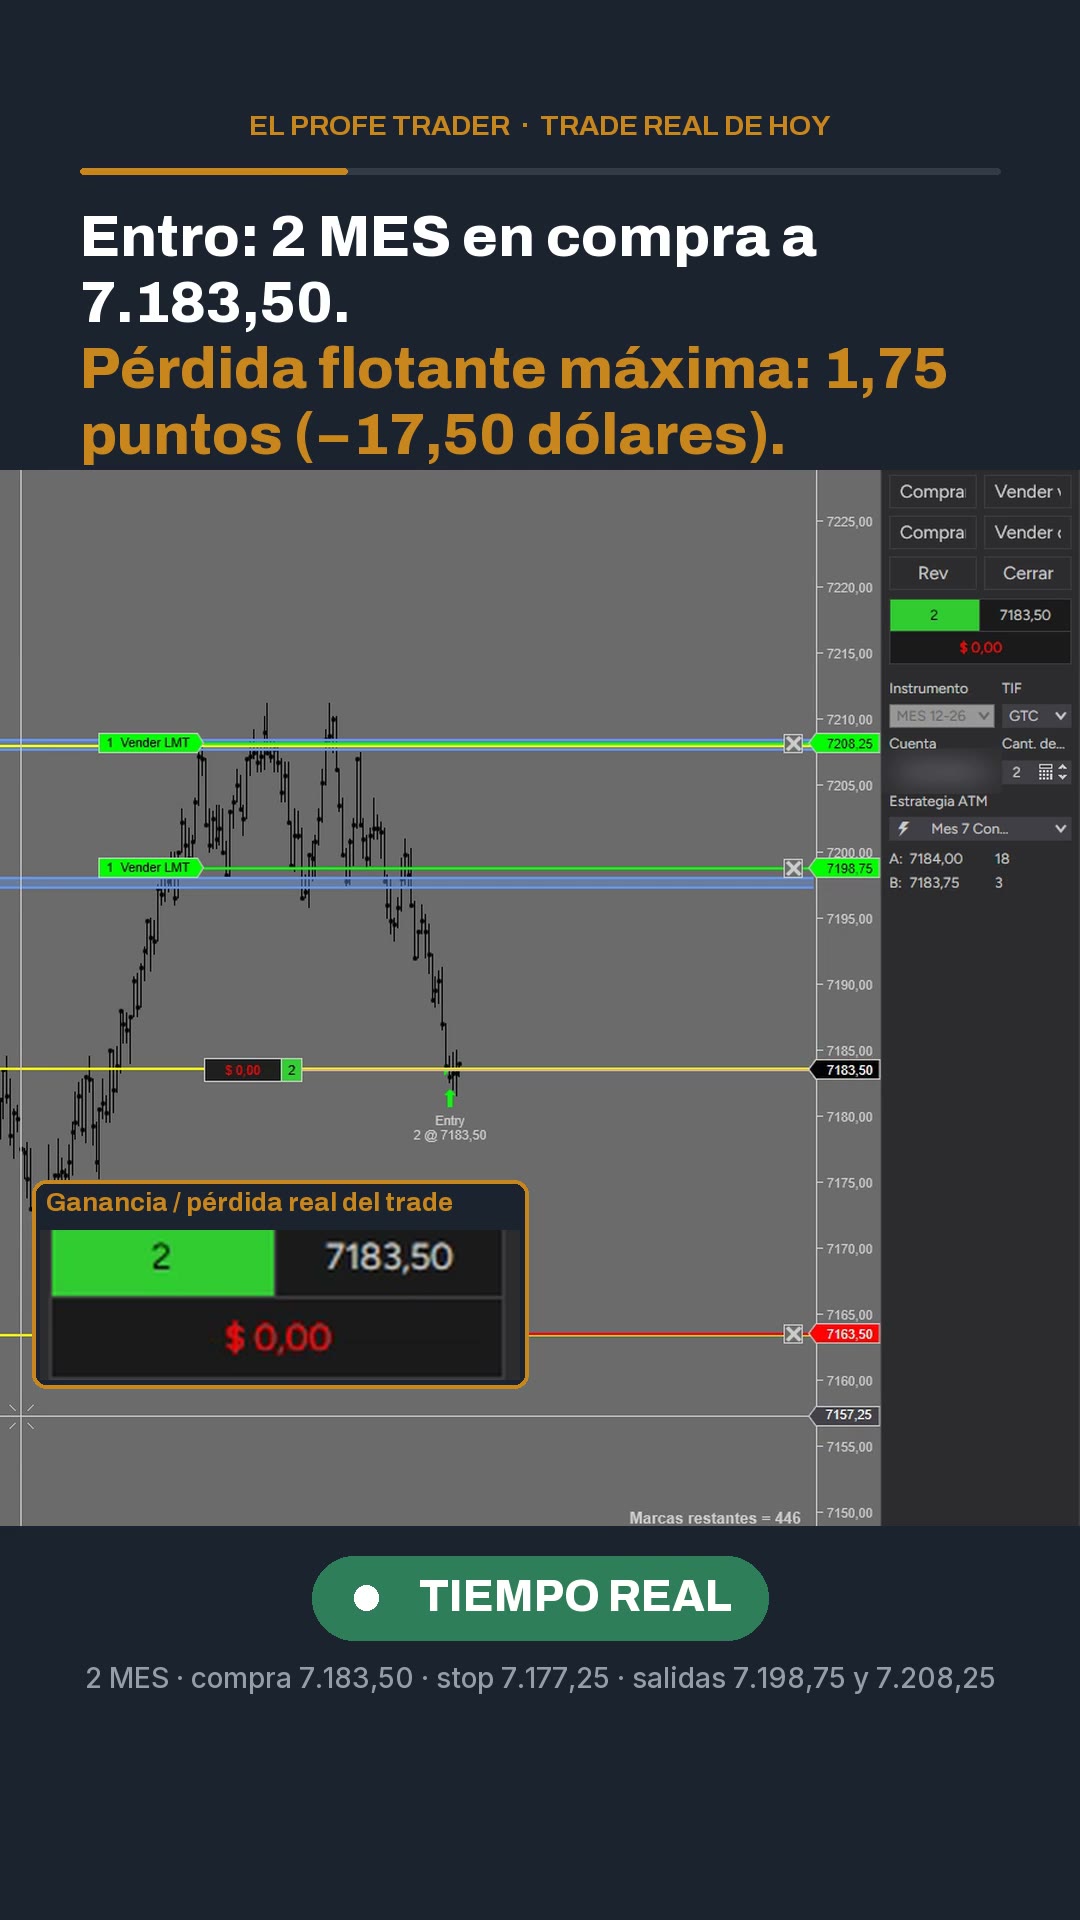 EL PROFE TRADER · TRADE REAL DE HOY
Entro: 2 MES en compra a
7.183,50.
Pérdida flotante máxima: 1,75
puntos (−17,50 dólares).
Compra
Vender
7225,00
Compra
Vender
7220,00
Rev
Cerrar
2
7183,50
7215,00
$ 0,00
Instrumento
TIF
7210,00
MES 12-26
GTC
1 Vender LMT
7208,25
Cuenta
Cant. de...
2
7205,00
Estrategia ATM
Mes 7 Con...
7200,00
A: 7184,00
18
1 Vender LMT
7198,75
B: 7183,75
3
7195,00
7190,00
7185,00
$ 0,00
2
7183,50
Entry
2 @ 7183,50
7180,00
7175,00
Ganancia / pérdida real del trade
2
7183,50
7170,00
$ 0,00
7165,00
7163,50
7160,00
7157,25
7155,00
7150,00
Marcas restantes = 446
TIEMPO REAL
2 MES · compra 7.183,50 · stop 7.177,25 · salidas 7.198,75 y 7.208,25